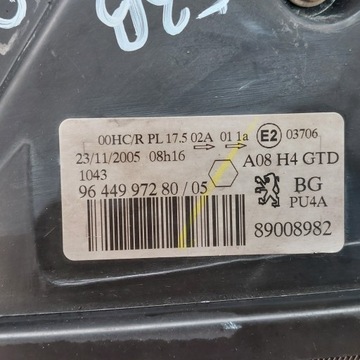 00HC/R PL 17.5 02A 01 1a E2 03706
23/11/2005 08h16 A08 H4 GTD
1043
96 449 972 80 / 05 BG
PU4A
89008982